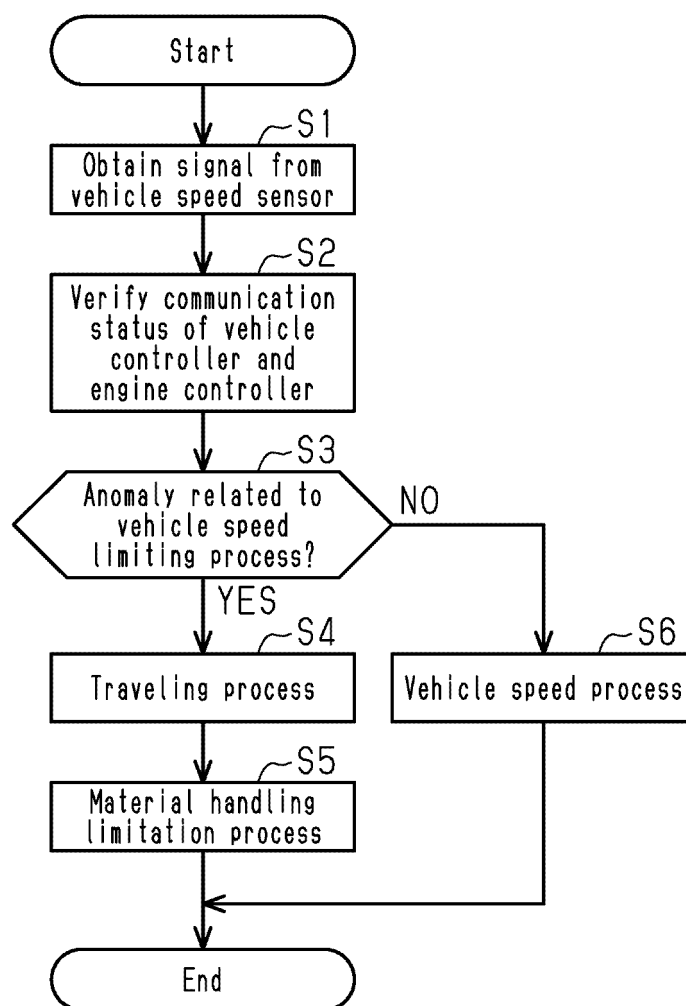 Start
S1
Obtain signal from
vehicle speed sensor
S2
Verify communication
status of vehicle
controller and
engine controller
S3
Anomaly related to
vehicle speed
limiting process?
NO
YES
S4
Traveling process
S6
Vehicle speed process
S5
Material handling
limitation process
End